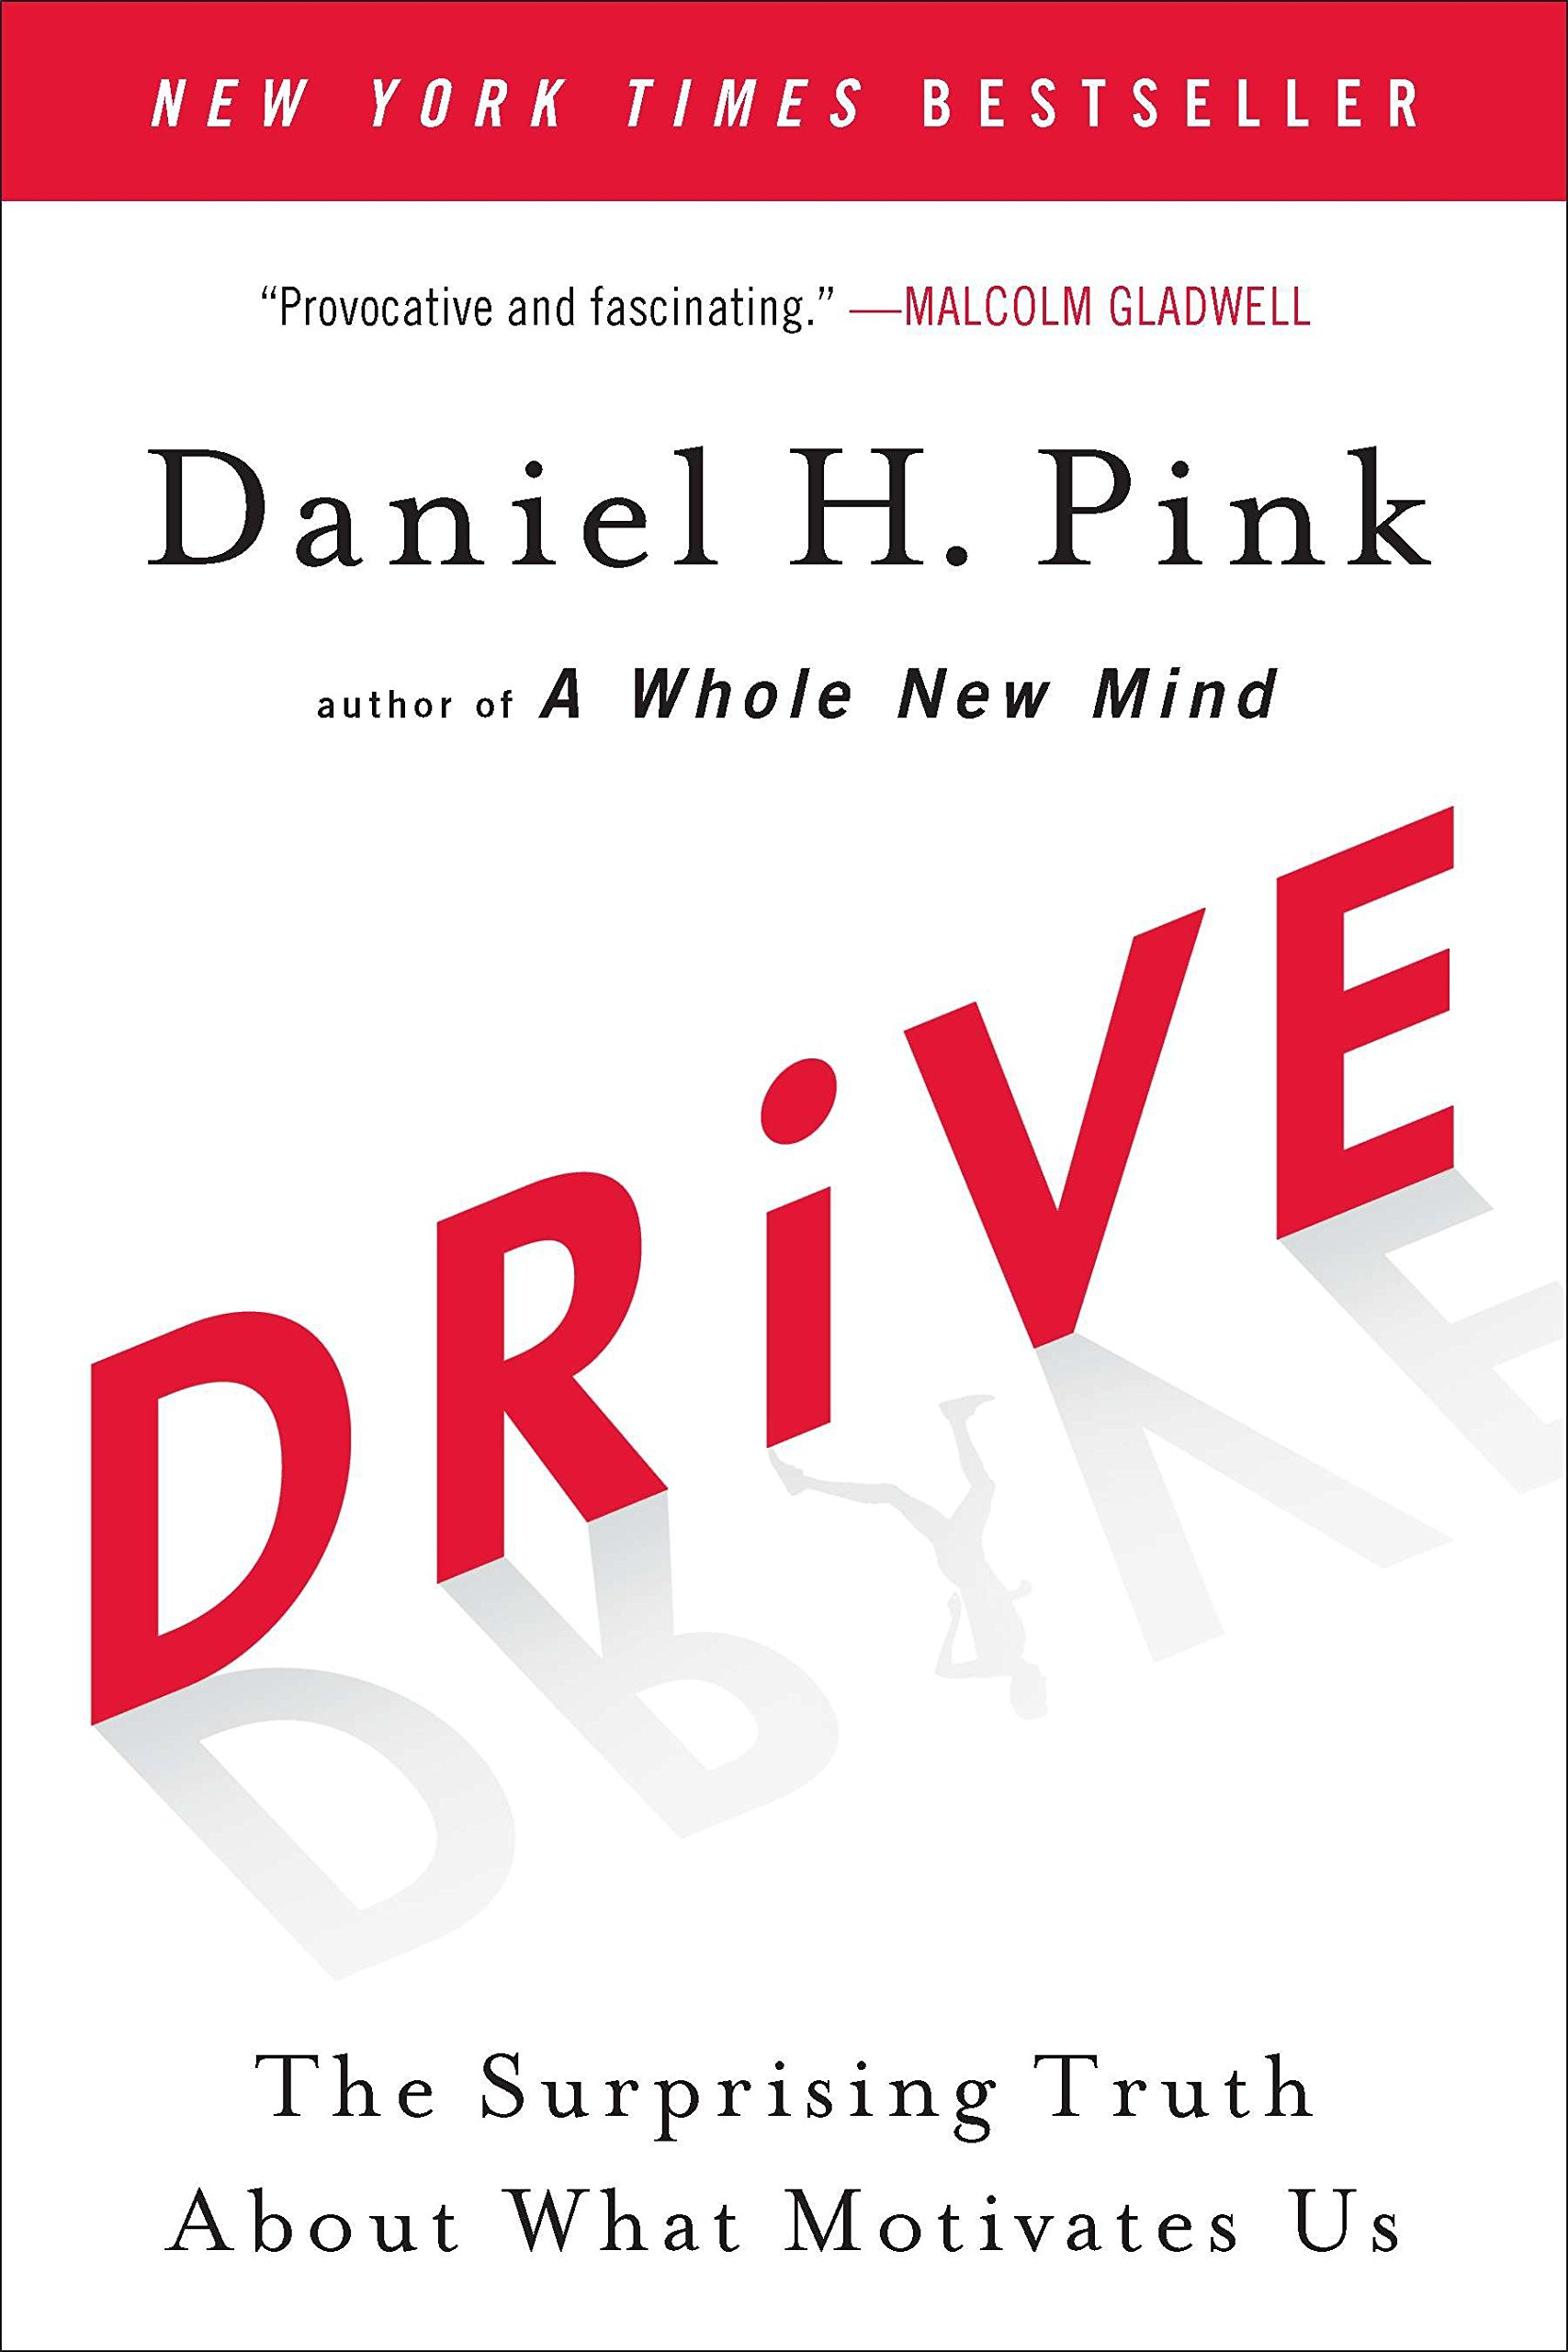 NEW YORK TIMES BESTSELLER
“Provocative and fascinating.” —MALCOLM GLADWELL
Daniel H. Pink
author of A Whole New Mind
DRiVE
The Surprising Truth
About What Motivates Us